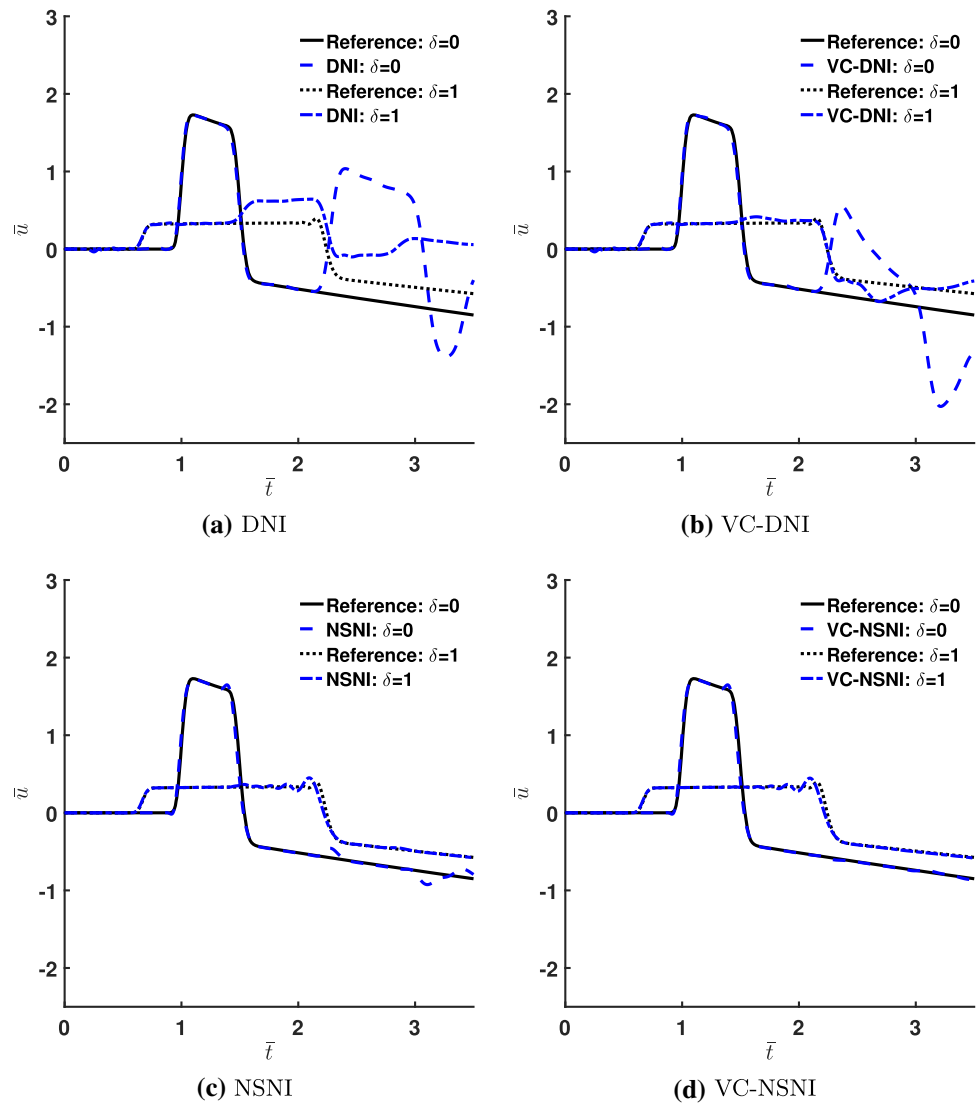 3
2
1
0
-1
-2
ū
0
1
2
3
t̄
Reference: δ=0
DNI: δ=0
Reference: δ=1
DNI: δ=1
(a) DNI
3
2
1
0
-1
-2
ū
0
1
2
3
t̄
Reference: δ=0
VC-DNI: δ=0
Reference: δ=1
VC-DNI: δ=1
(b) VC-DNI
3
2
1
0
-1
-2
ū
0
1
2
3
t̄
Reference: δ=0
NSNI: δ=0
Reference: δ=1
NSNI: δ=1
(c) NSNI
3
2
1
0
-1
-2
ū
0
1
2
3
t̄
Reference: δ=0
VC-NSNI: δ=0
Reference: δ=1
VC-NSNI: δ=1
(d) VC-NSNI